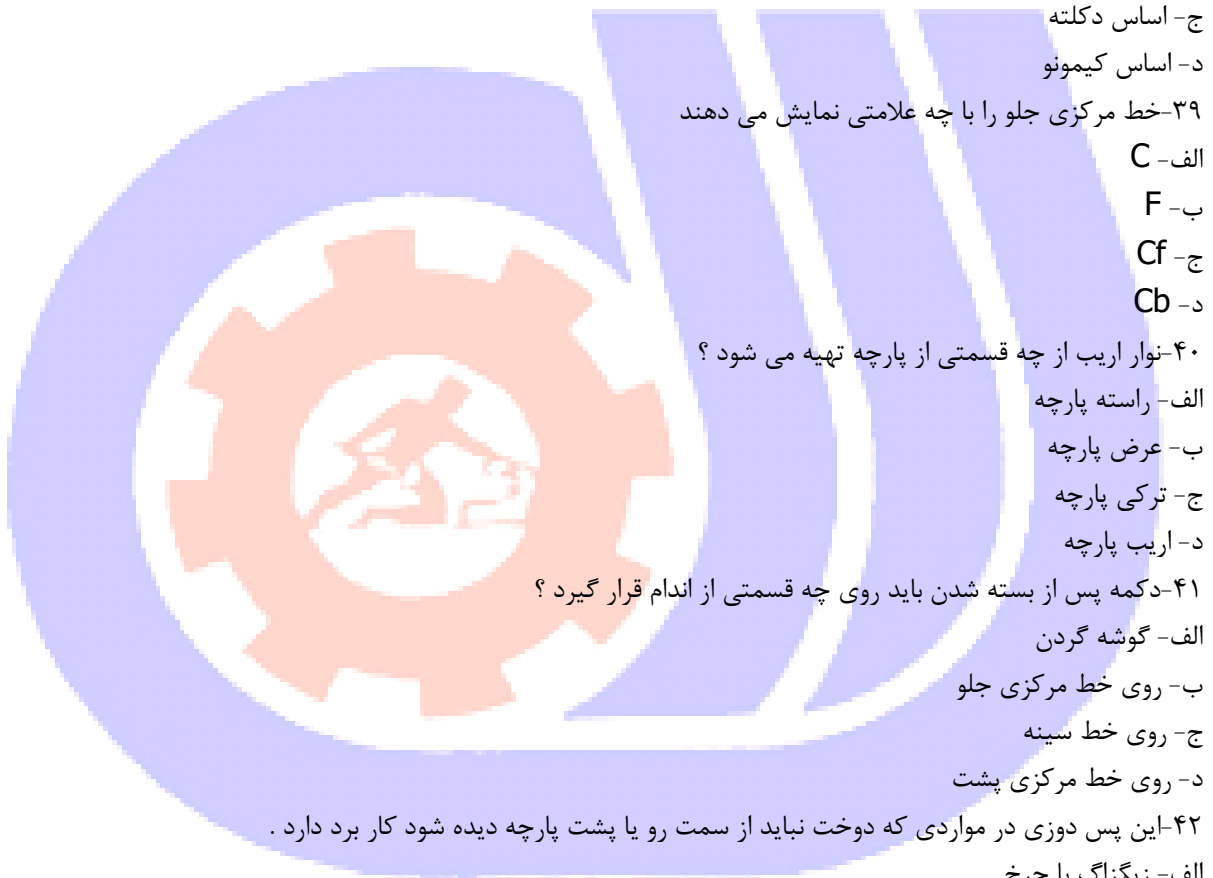 ج- اساس دکلته
د- اساس کیمونو
۳۹-خط مرکزی جلو را با چه علامتی نمایش می دهند
الف- C
ب- F
ج- Cf
د- Cb
۴۰-نوار اریب از چه قسمتی از پارچه تهیه می شود ؟
الف- راسته پارچه
ب- عرض پارچه
ج- ترکی پارچه
د- اریب پارچه
۴۱-دکمه پس از بسته شدن باید روی چه قسمتی از اندام قرار گیرد ؟
الف- گوشه گردن
ب- روی خط مرکزی جلو
ج- روی خط سینه
د- روی خط مرکزی پشت
۴۲-این پس دوزی در مواردی که دوخت نباید از سمت رو یا پشت پارچه دیده شود کار برد دارد .
الف- زیگزاگ با چرخ